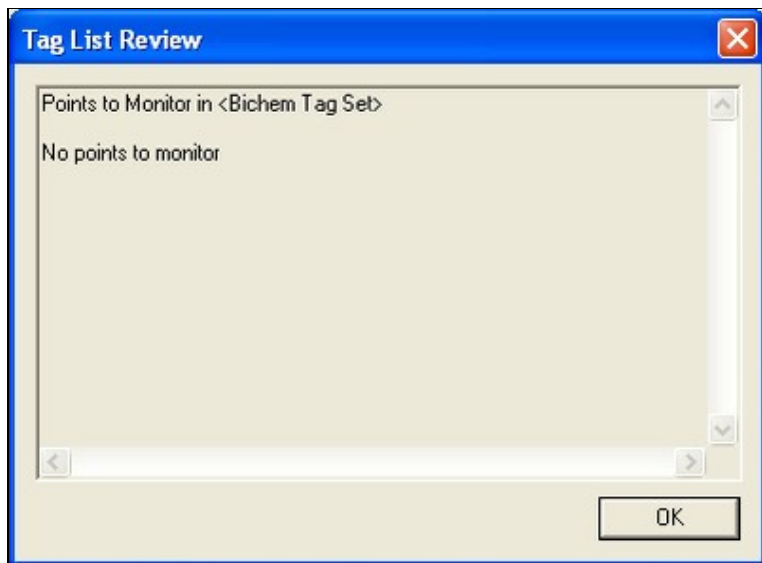 Tag List Review
Points to Monitor in <Bichem Tag Set>
No points to monitor
OK